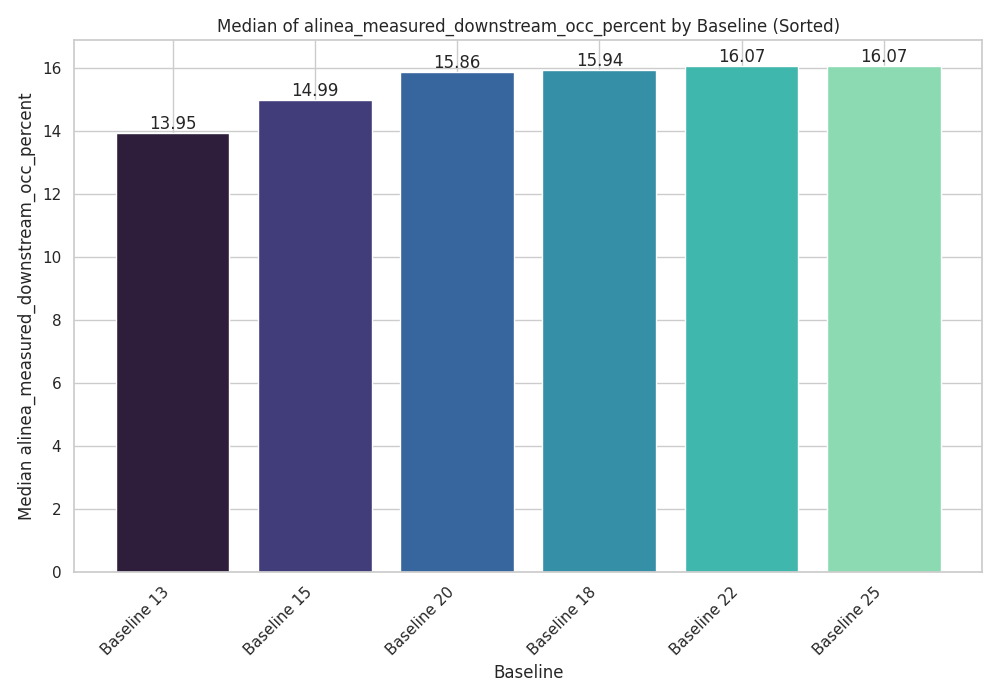 Median of alinea_measured_downstream_occ_percent by Baseline (Sorted)
Median alinea_measured_downstream_occ_percent
16
14
12
10
8
6
4
2
0
13.95
14.99
15.86
15.94
16.07
16.07
Baseline 13
Baseline 15
Baseline 20
Baseline 18
Baseline 22
Baseline 25
Baseline